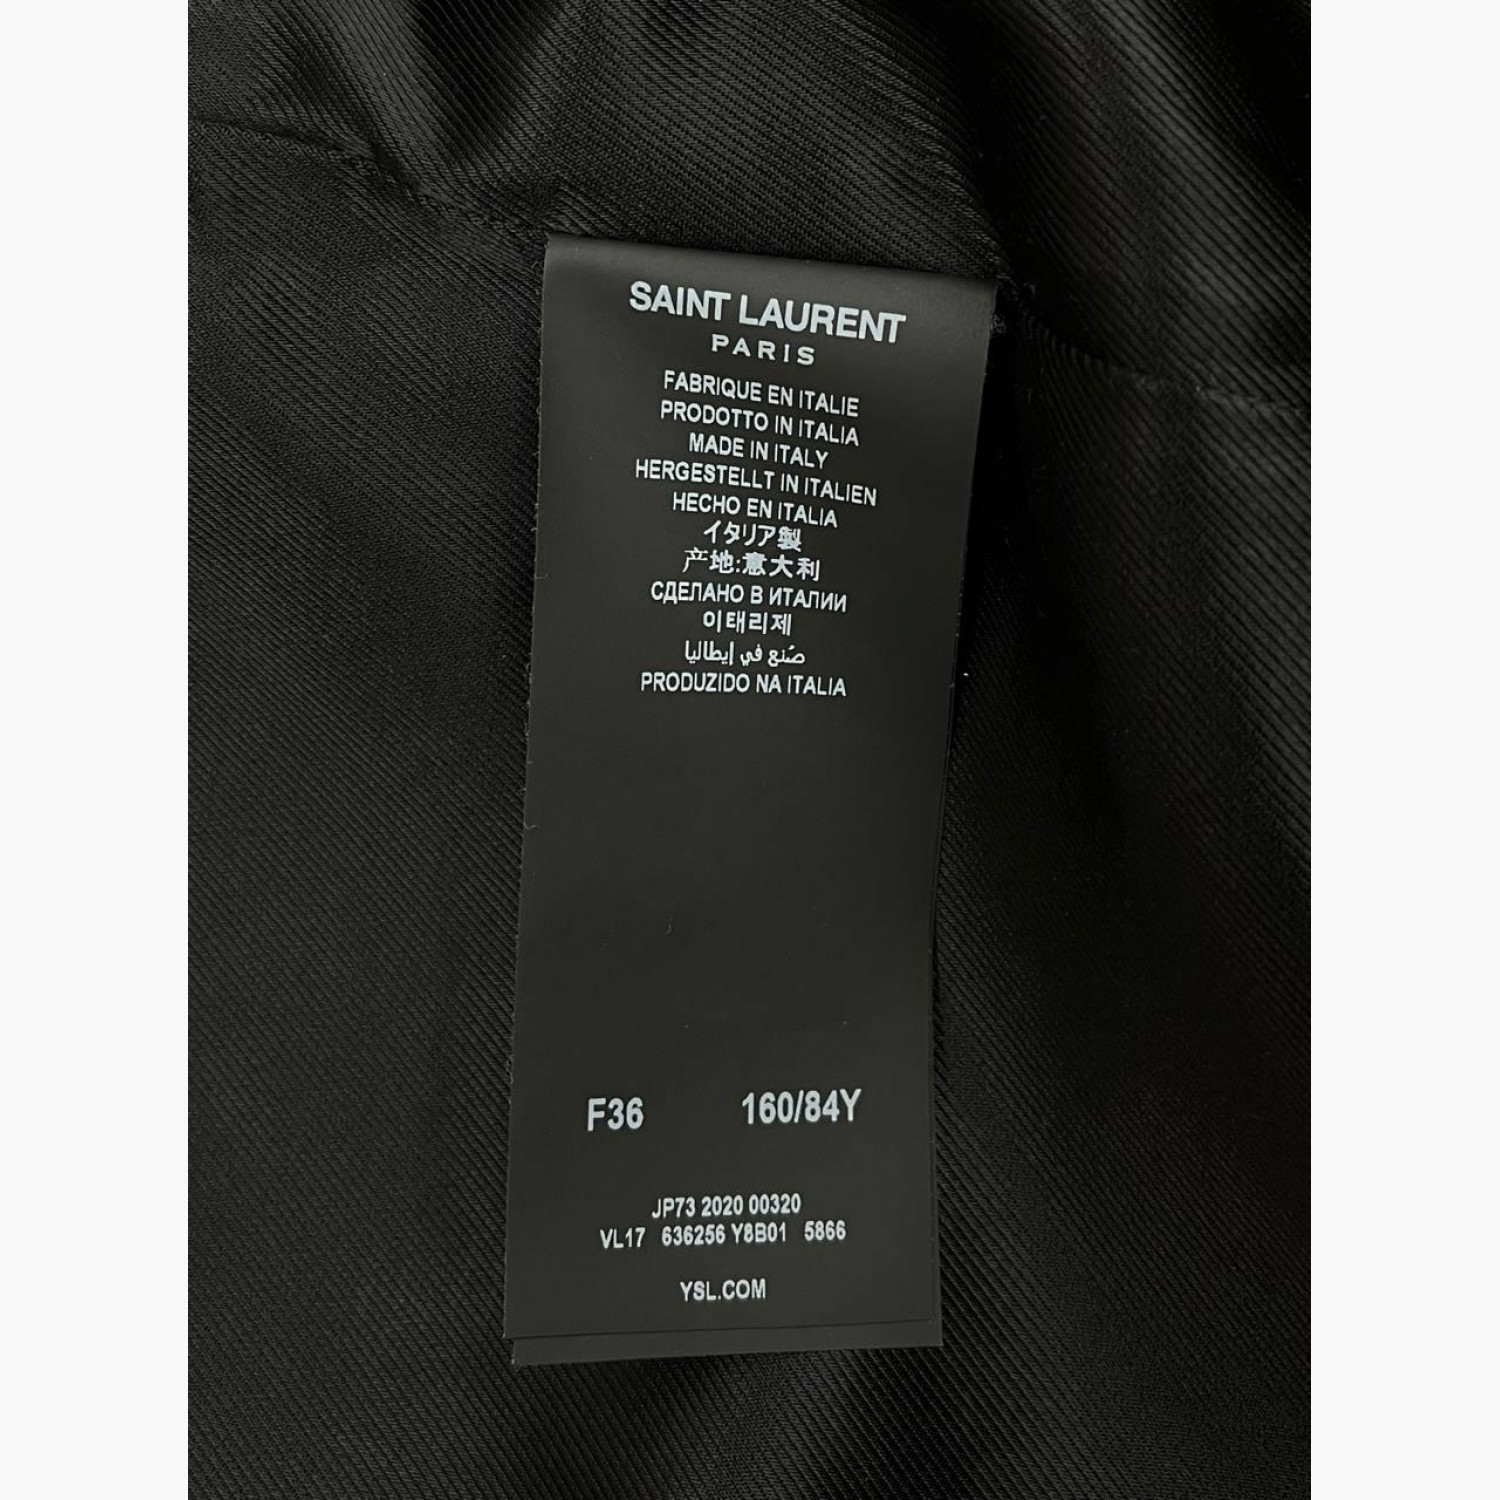 SAINT LAURENT
PARIS
FABRIQUE EN ITALIE
PRODOTTO IN ITALIA
MADE IN ITALY
HERGESTELLT IN ITALIEN
HECHO EN ITALIA
イタリア製
产地:意大利
СДЕЛАНО В ИТАЛИИ
이태리제
صُنع في إيطاليا
PRODUZIDO NA ITALIA
F36 160/84Y
JP73 2020 00320
VL17 636256 Y8B01 5866
YSL.COM